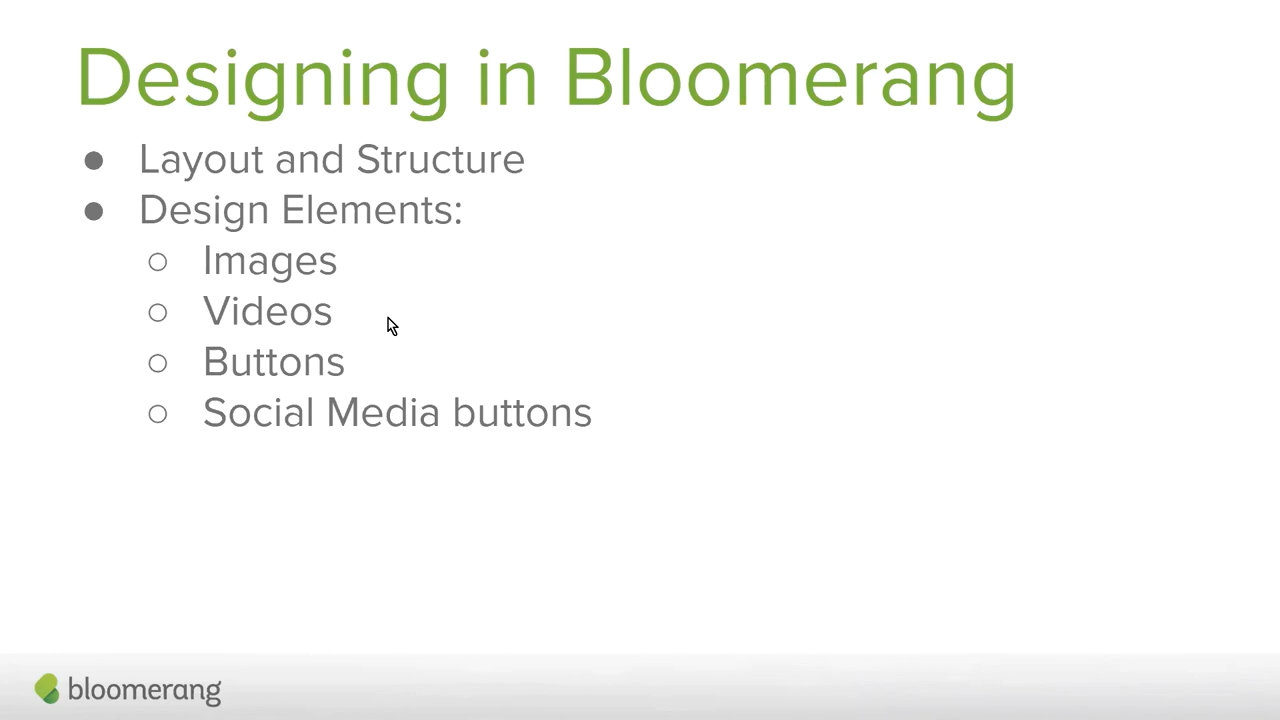 Designing in Bloomerang
● Layout and Structure
● Design Elements:
○ Images
○ Videos
○ Buttons
○ Social Media buttons
bloomerang